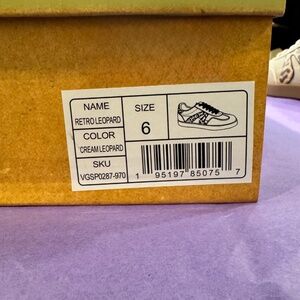 NAME
RETRO LEOPARD
COLOR
'CREAM LEOPARD
SKU
VGSP0287-970
SIZE
6
1 95197 85075 7